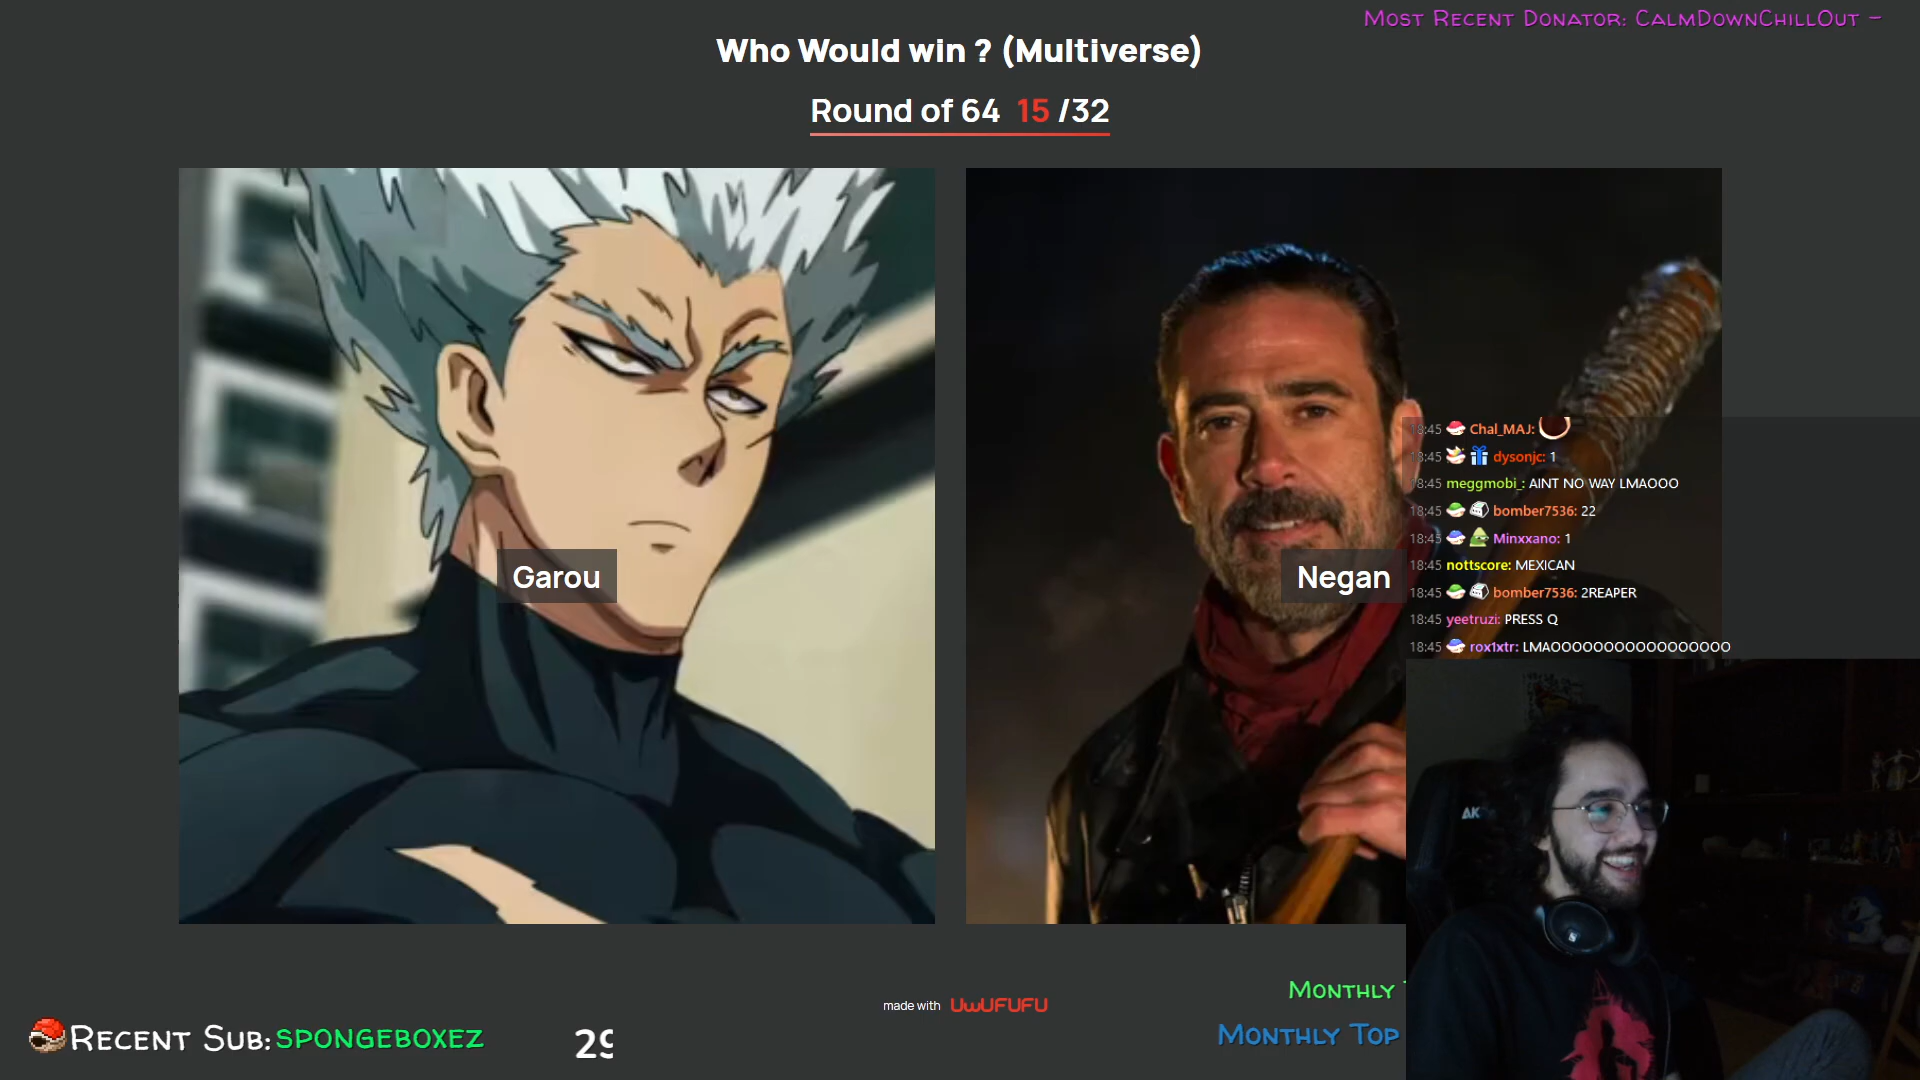 Most Recent Donator: CalmDownChillOut -
Who Would win ? (Multiverse)
Round of 64 15 /32
Garou
Negan
18:45 Chal_MAJ:
18:45 dysonjc: 1
18:45 meggmobi_: AINT NO WAY LMAOOO
18:45 bomber7536: 22
18:45 Minxxano: 1
18:45 nottscore: MEXICAN
18:45 bomber7536: 2REAPER
18:45 yeetruzi: PRESS Q
18:45 rox1xtr: LMAOOOOOOOOOOOOOOOOO
AK
made with UwUFUFU
Monthly
Monthly Top
Recent Sub: spongeboxez
29